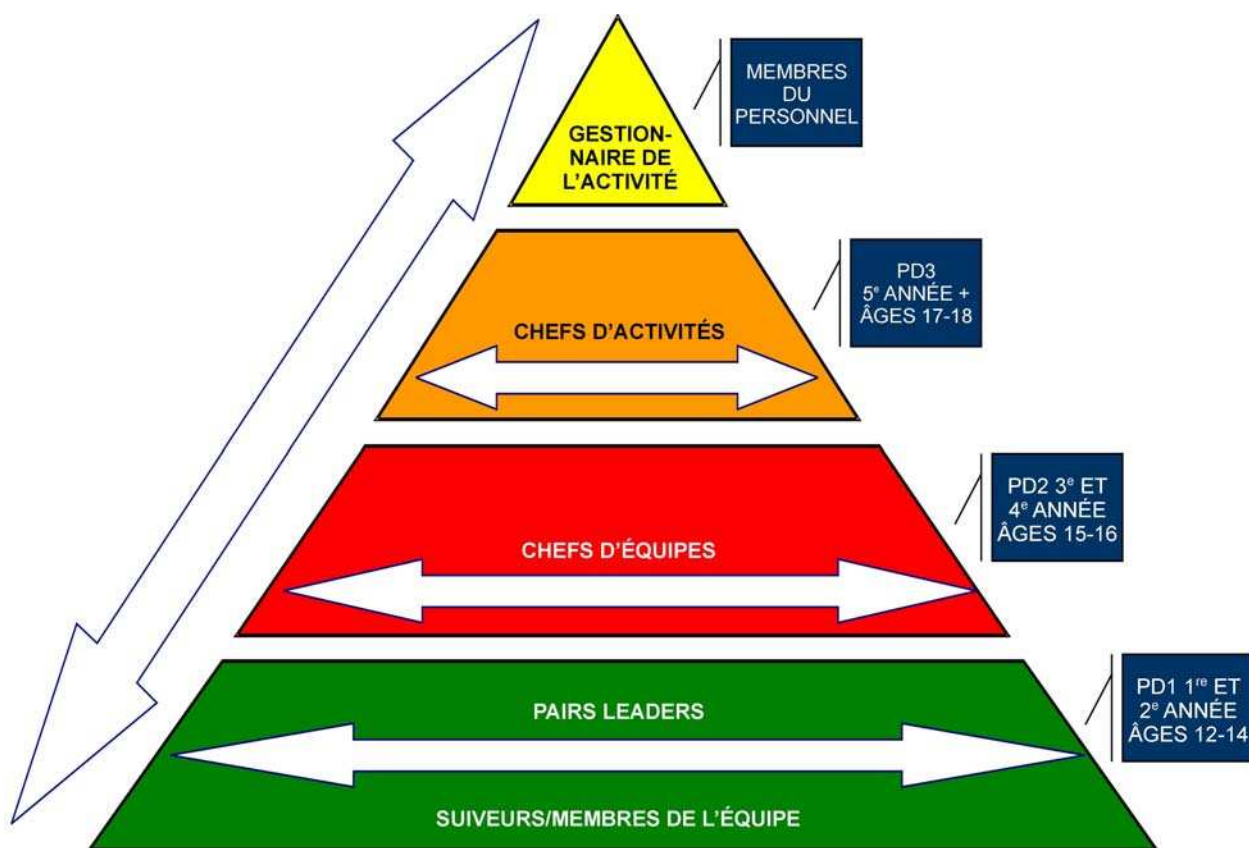 GESTION-
NAIRE DE
L'ACTIVITÉ
MEMBRES
DU
PERSONNEL
CHEFS D'ACTIVITÉS
PD3
5e ANNÉE +
ÂGES 17-18
CHEFS D'ÉQUIPES
PD2 3e ET
4e ANNÉE
ÂGES 15-16
PAIRS LEADERS
SUIVEURS/MEMBRES DE L'ÉQUIPE
PD1 1re ET
2e ANNÉE
ÂGES 12-14